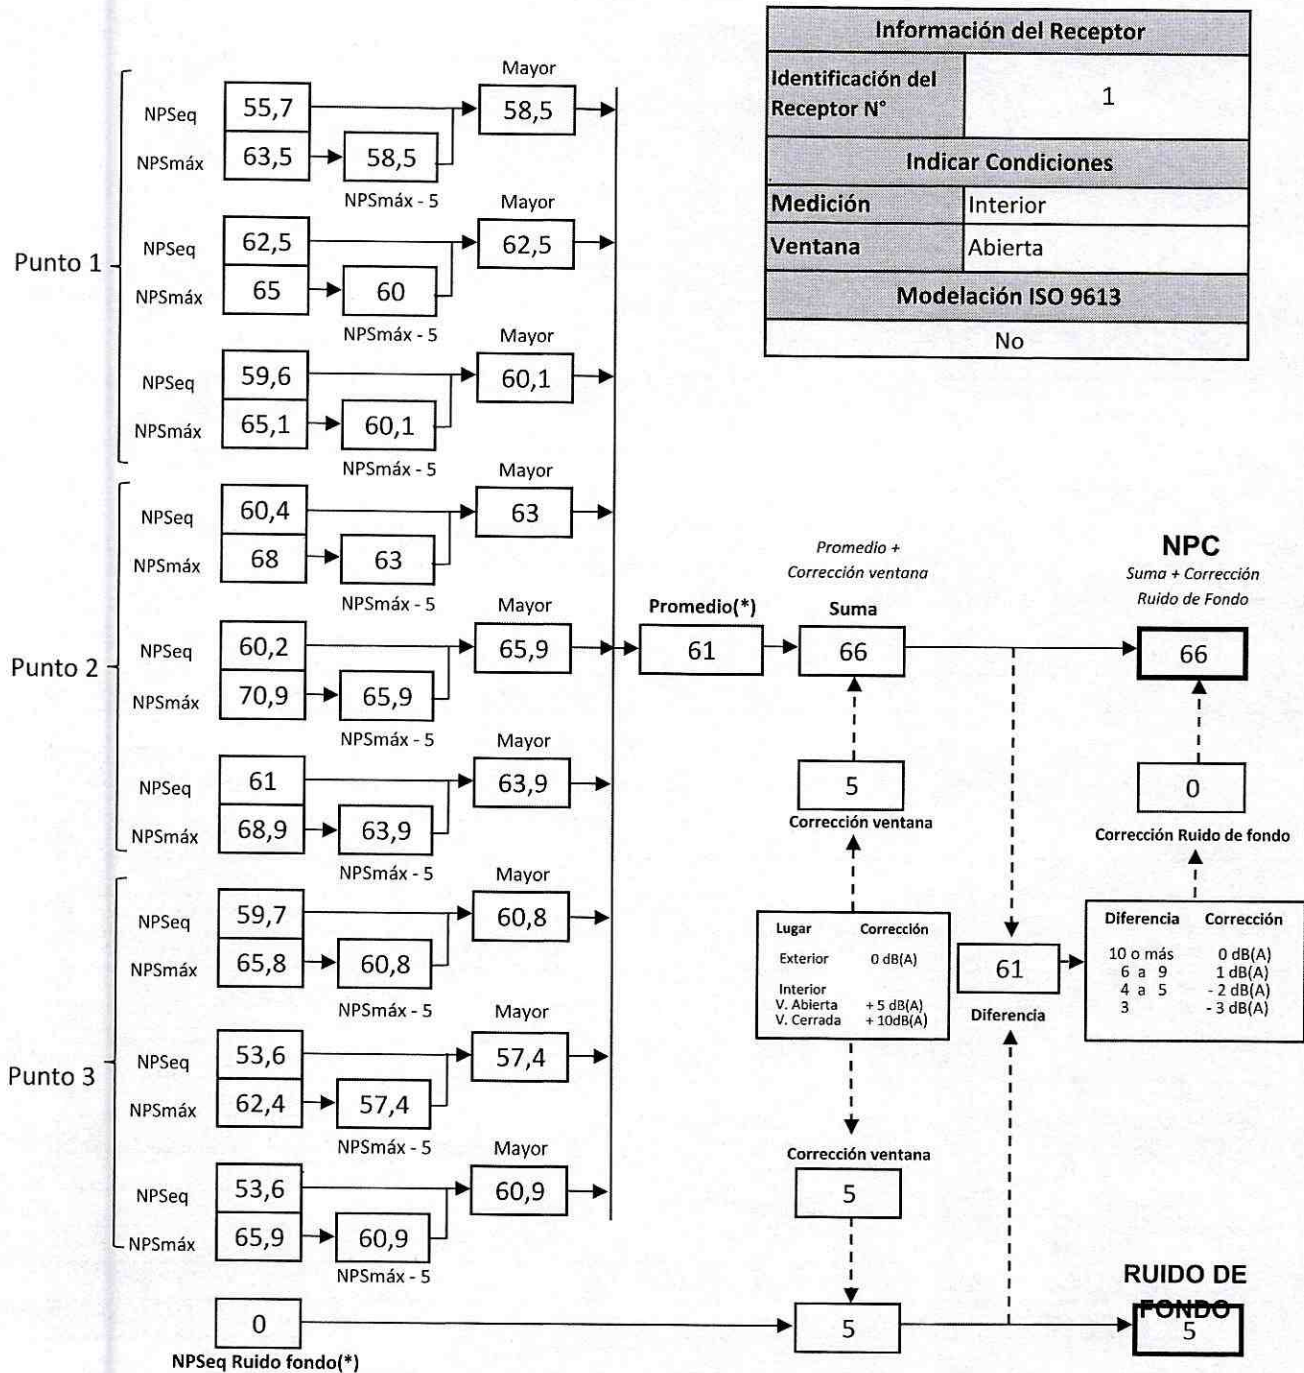 Información del Receptor
Identificación del
Receptor N°
1
Indicar Condiciones
Medición Interior
Ventana Abierta
Modelación ISO 9613
No
Punto 1
Mayor
NPSeq 55,7 58,5
NPSmáx 63,5 58,5
NPSmáx - 5
Mayor
NPSeq 62,5 62,5
NPSmáx 65 60
NPSmáx - 5
Mayor
NPSeq 59,6 60,1
NPSmáx 65,1 60,1
NPSmáx - 5
Punto 2
Mayor
NPSeq 60,4 63
NPSmáx 68 63
NPSmáx - 5
Mayor
NPSeq 60,2 65,9
NPSmáx 70,9 65,9
NPSmáx - 5
Mayor
NPSeq 61 63,9
NPSmáx 68,9 63,9
NPSmáx - 5
Punto 3
Mayor
NPSeq 59,7 60,8
NPSmáx 65,8 60,8
NPSmáx - 5
Mayor
NPSeq 53,6 57,4
NPSmáx 62,4 57,4
NPSmáx - 5
Mayor
NPSeq 53,6 60,9
NPSmáx 65,9 60,9
NPSmáx - 5
0
NPSeq Ruido fondo(*)
Promedio(*)
61
Promedio +
Corrección ventana
Suma
66
5
Corrección ventana
Lugar Corrección
Exterior 0 dB(A)
Interior
V. Abierta + 5 dB(A)
V. Cerrada + 10dB(A)
Corrección ventana
5
5
61
Diferencia
NPC
Suma + Corrección
Ruido de Fondo
66
0
Corrección Ruido de fondo
Diferencia Corrección
10 o más 0 dB(A)
6 a 9 1 dB(A)
4 a 5 - 2 dB(A)
3 - 3 dB(A)
RUIDO DE
FONDO
5